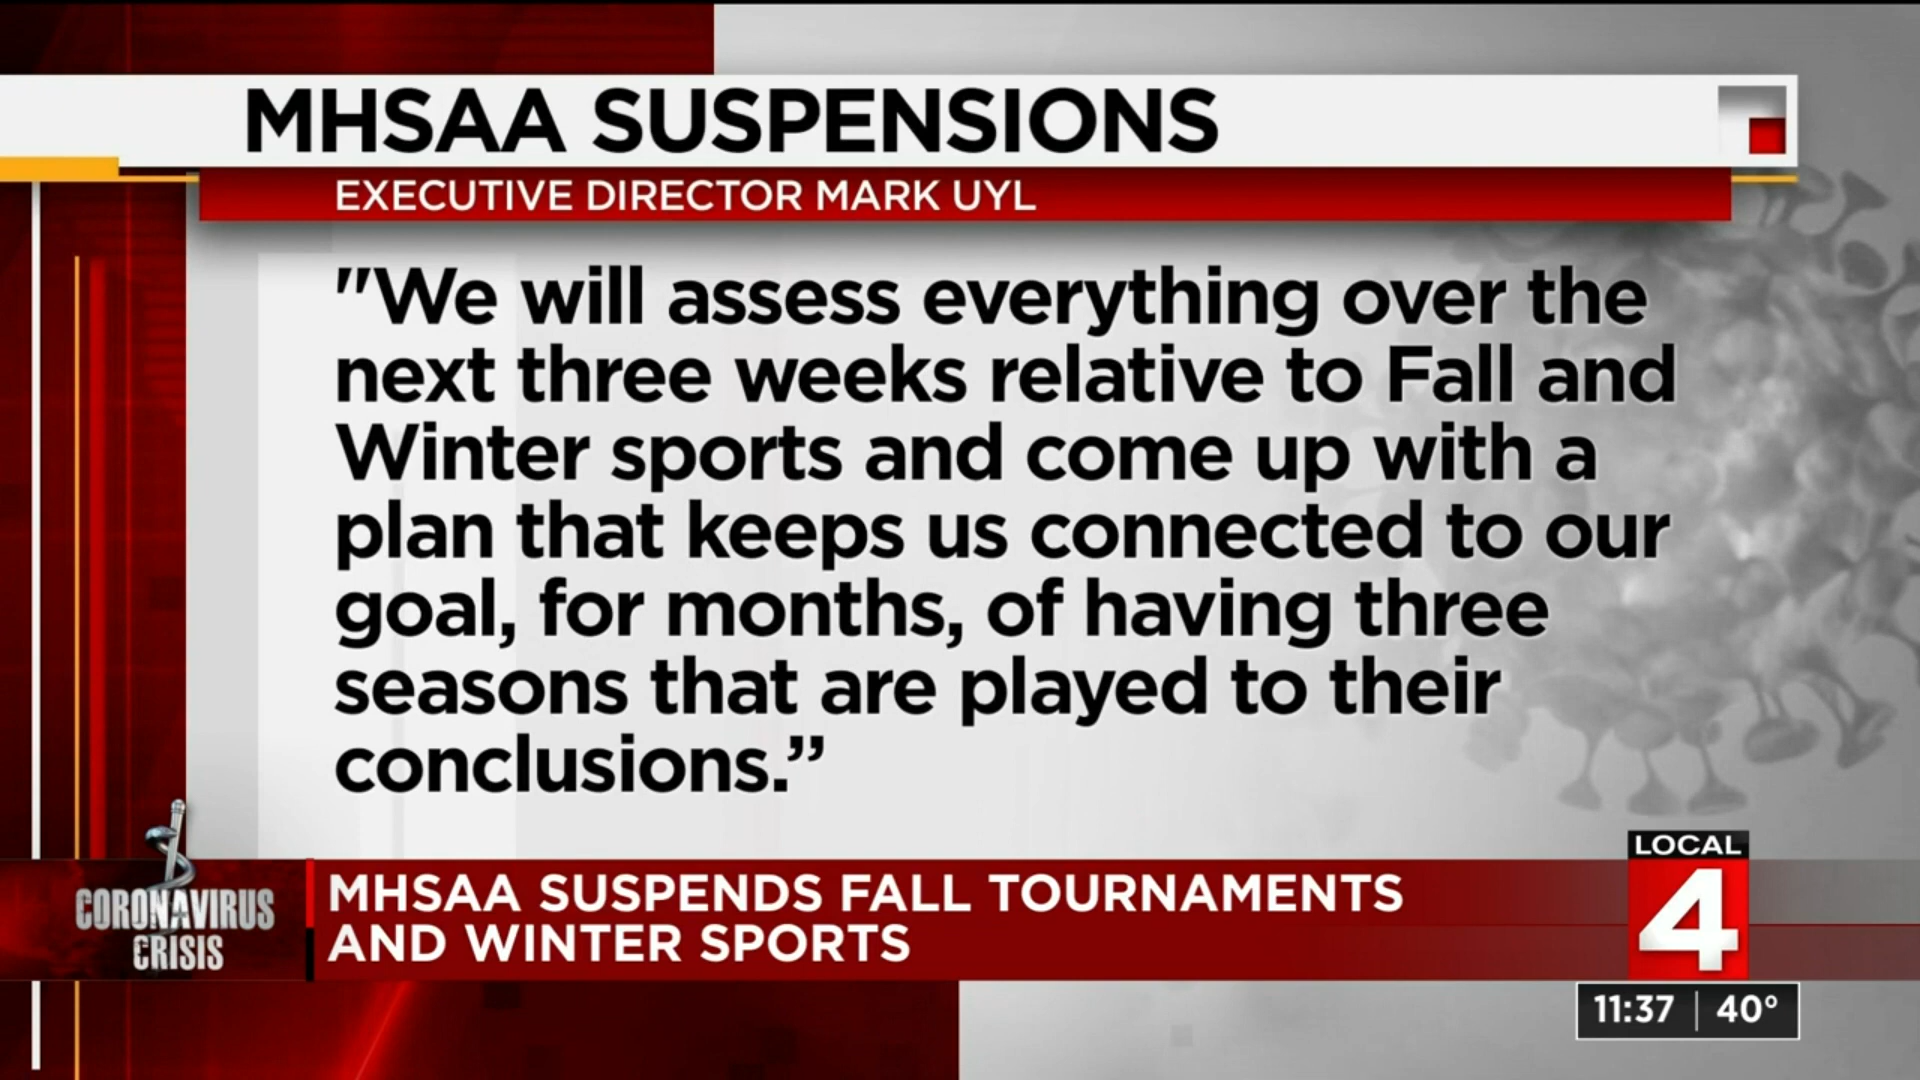 MHSAA SUSPENSIONS
EXECUTIVE DIRECTOR MARK UYL
"We will assess everything over the
next three weeks relative to Fall and
Winter sports and come up with a
plan that keeps us connected to our
goal, for months, of having three
seasons that are played to their
conclusions.”
CORONAVIRUS
CRISIS
MHSAA SUSPENDS FALL TOURNAMENTS
AND WINTER SPORTS
LOCAL
4
11:37 40°